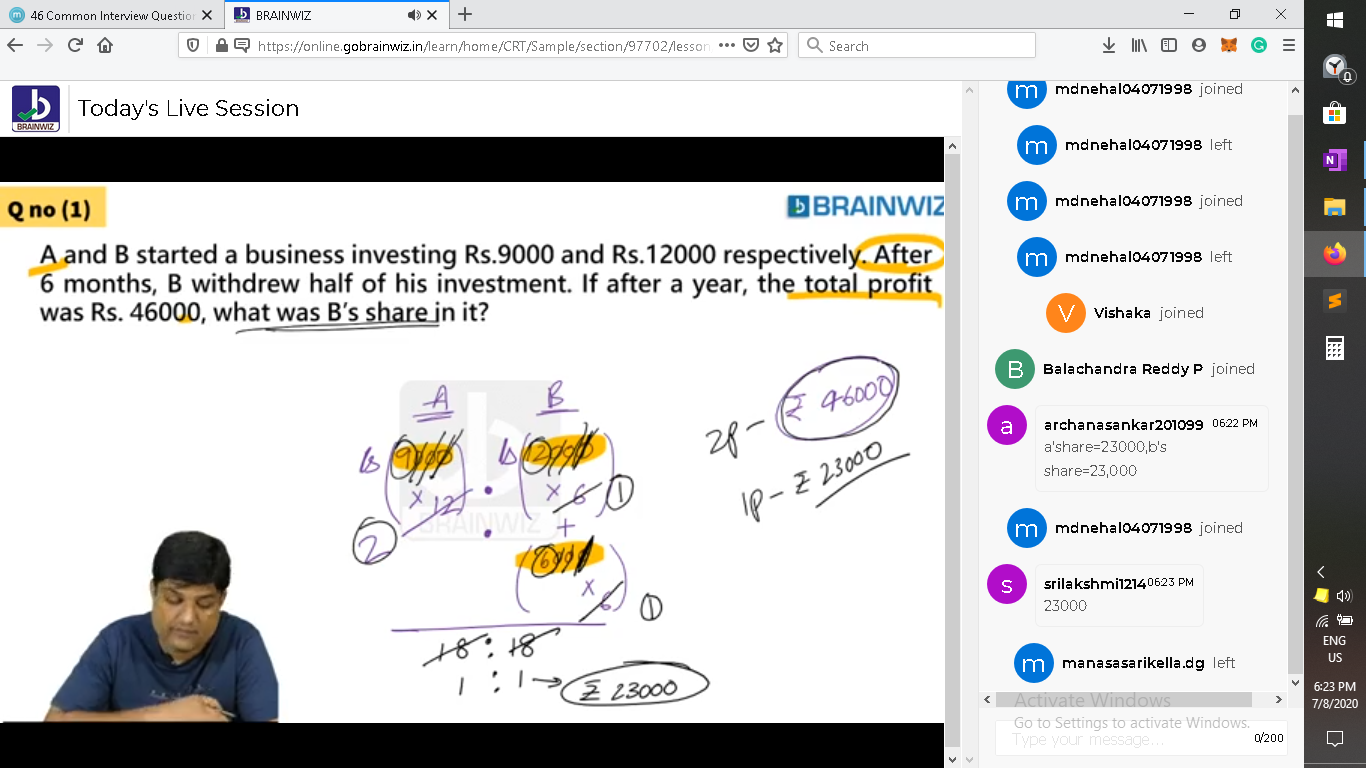 46 Common Interview Question
BRAINWIZ
https://online.gobrainwiz.in/learn/home/CRT/Sample/section/97702/lesson
Search
BRAINWIZ
Today's Live Session
Q no (1)
BRAINWIZ
A and B started a business investing Rs.9000 and Rs.12000 respectively. After
6 months, B withdrew half of his investment. If after a year, the total profit
was Rs. 46000, what was B's share in it?
A B
9000 : 12000
× 12 × 6 ①
② +
6000
× 6 ①
18 : 18
1 : 1 → ₹ 23000
2p – ₹ 46000
1p – ₹ 23000
BRAINWIZ
m mdnehal04071998 joined
m mdnehal04071998 left
m mdnehal04071998 joined
m mdnehal04071998 left
V Vishaka joined
B Balachandra Reddy P joined
a archanasankar201099 06:22 PM
a'share=23000,b's
share=23,000
m mdnehal04071998 joined
s srilakshmi1214 06:23 PM
23000
m manasasarikella.dg left
Activate Windows
Go to Settings to activate Windows.
Type your message...
0/200
0
N
ENG
US
6:23 PM
7/8/2020